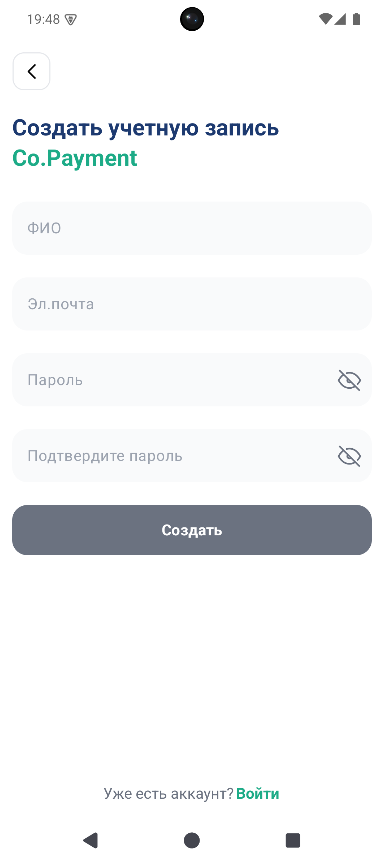 19:48
Создать учетную запись
Co.Payment
ФИО
Эл.почта
Пароль
Подтвердите пароль
Создать
Уже есть аккаунт? Войти